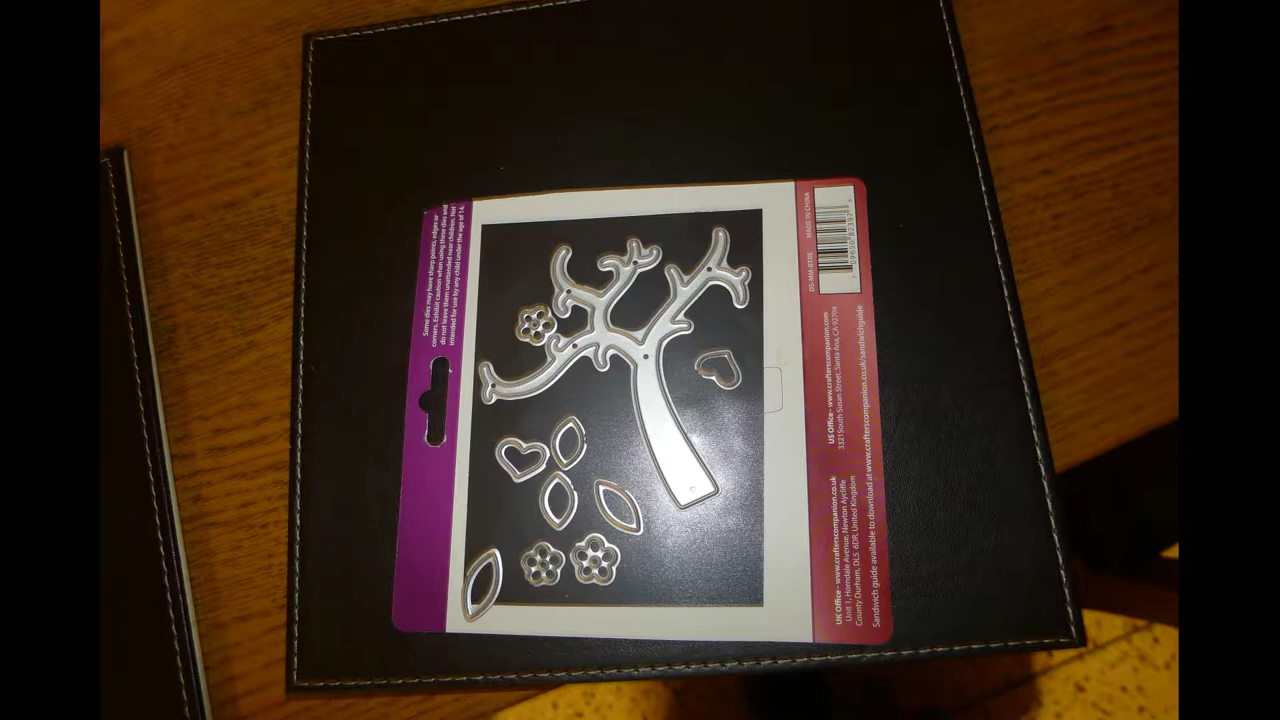 Some dies may have sharp points, edges or
corners. Exhibit caution when using these dies and
do not leave them unattended near children. Not
intended for use by any child under the age of 14.
DS-MM-BTIS MADE IN CHINA
US Office - www.crafterscompanion.com
3321 South Susan Street, Santa Ana, CA 92704
UK Office - www.crafterscompanion.co.uk
Unit 1, Horndale Avenue, Newton Aycliffe
County Durham, DL5 6DR, United Kingdom
Sandwich guide available to download at www.crafterscompanion.co.uk/sandwichguide